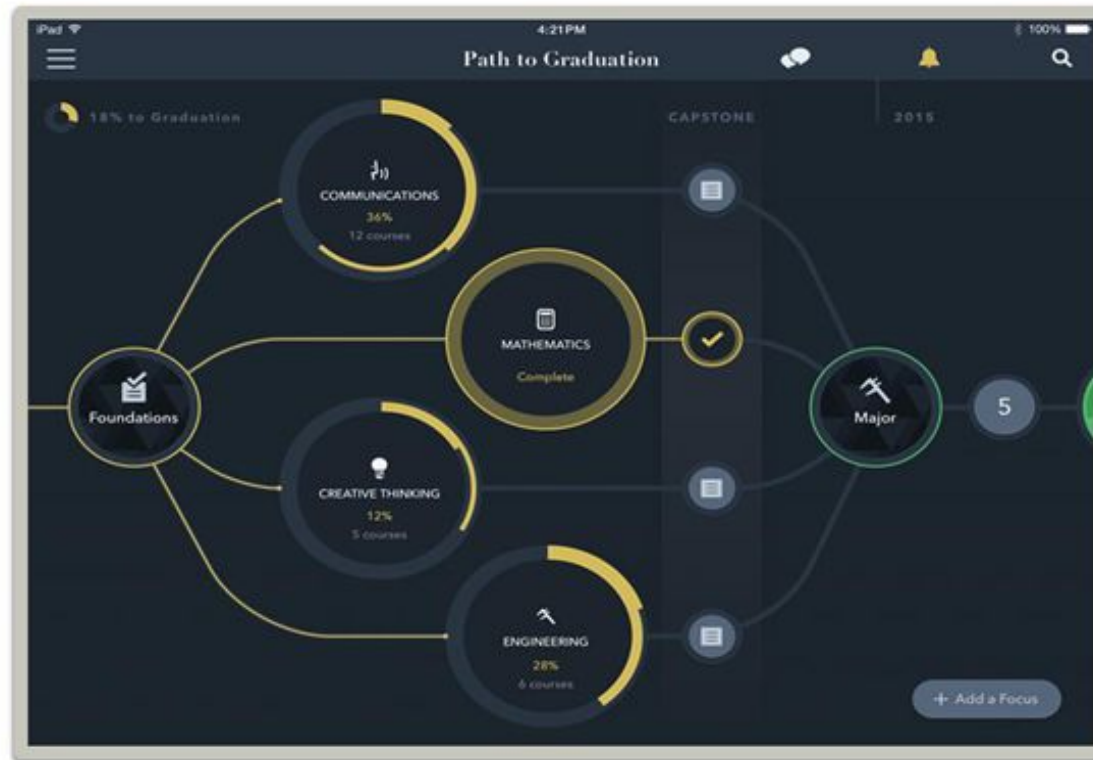 iPad
4:21PM
100%
Path to Graduation
18% to Graduation
CAPSTONE
2015
COMMUNICATIONS
36%
12 courses
MATHEMATICS
Complete
Foundations
Major
5
CREATIVE THINKING
12%
5 courses
ENGINEERING
28%
6 courses
+ Add a Focus